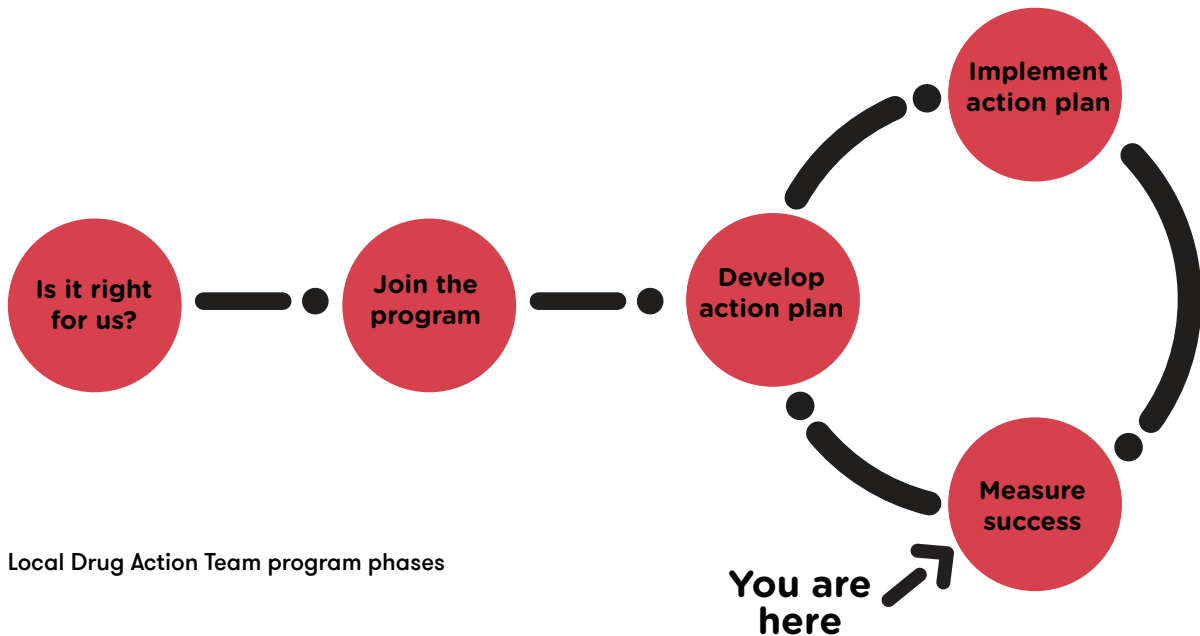 Is it right
for us?
Join the
program
Develop
action plan
Implement
action plan
Measure
success
You are
here
Local Drug Action Team program phases